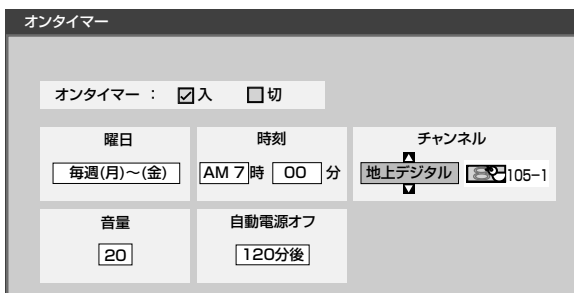 オンタイマー
オンタイマー : 入 切
曜日
毎週(月)~(金)
時刻
AM 7時 00 分
チャンネル
地上デジタル 105-1
音量
20
自動電源オフ
120分後